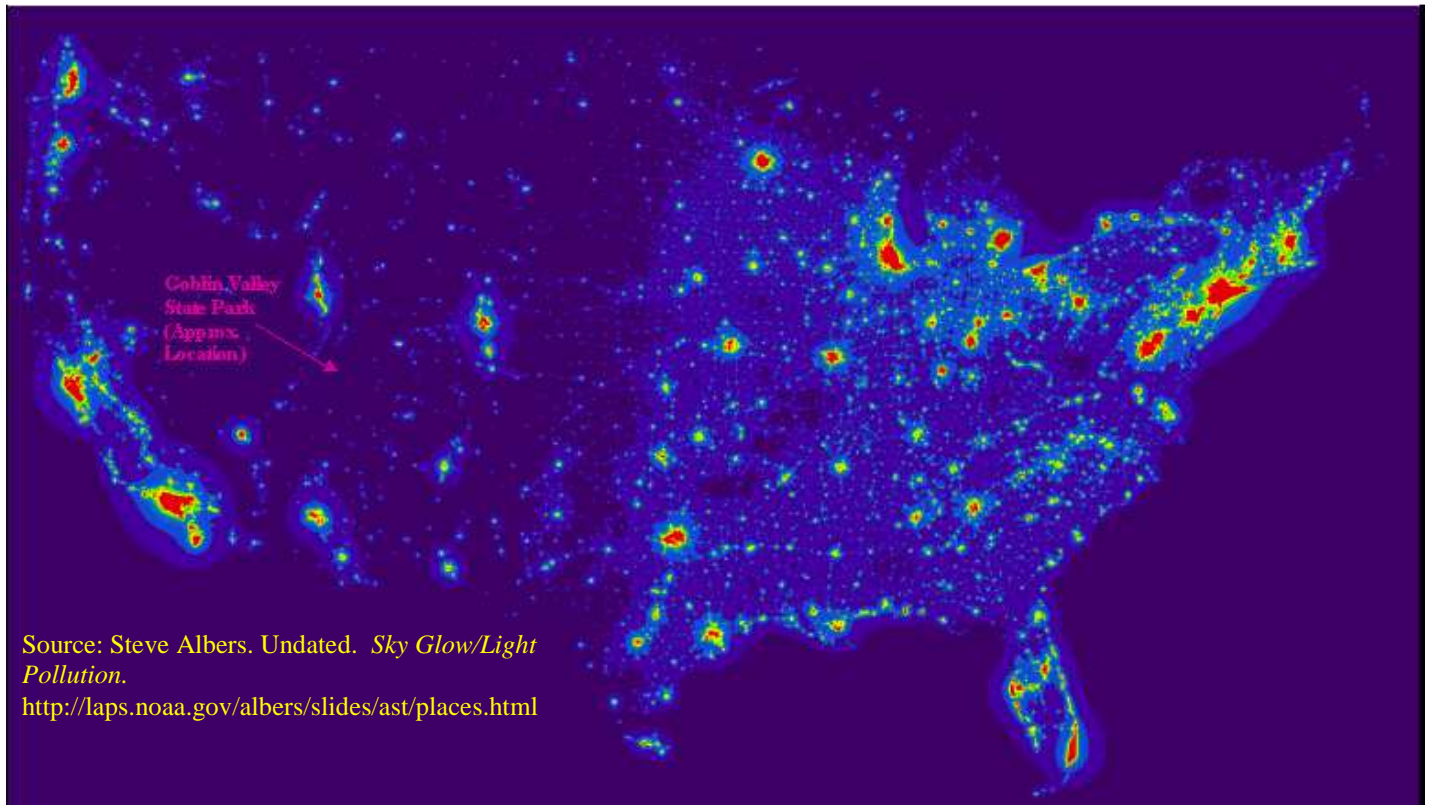 Goblin Valley
State Park
(Approx.
Location)
Source: Steve Albers. Undated. Sky Glow/Light
Pollution.
http://laps.noaa.gov/albers/slides/ast/places.html